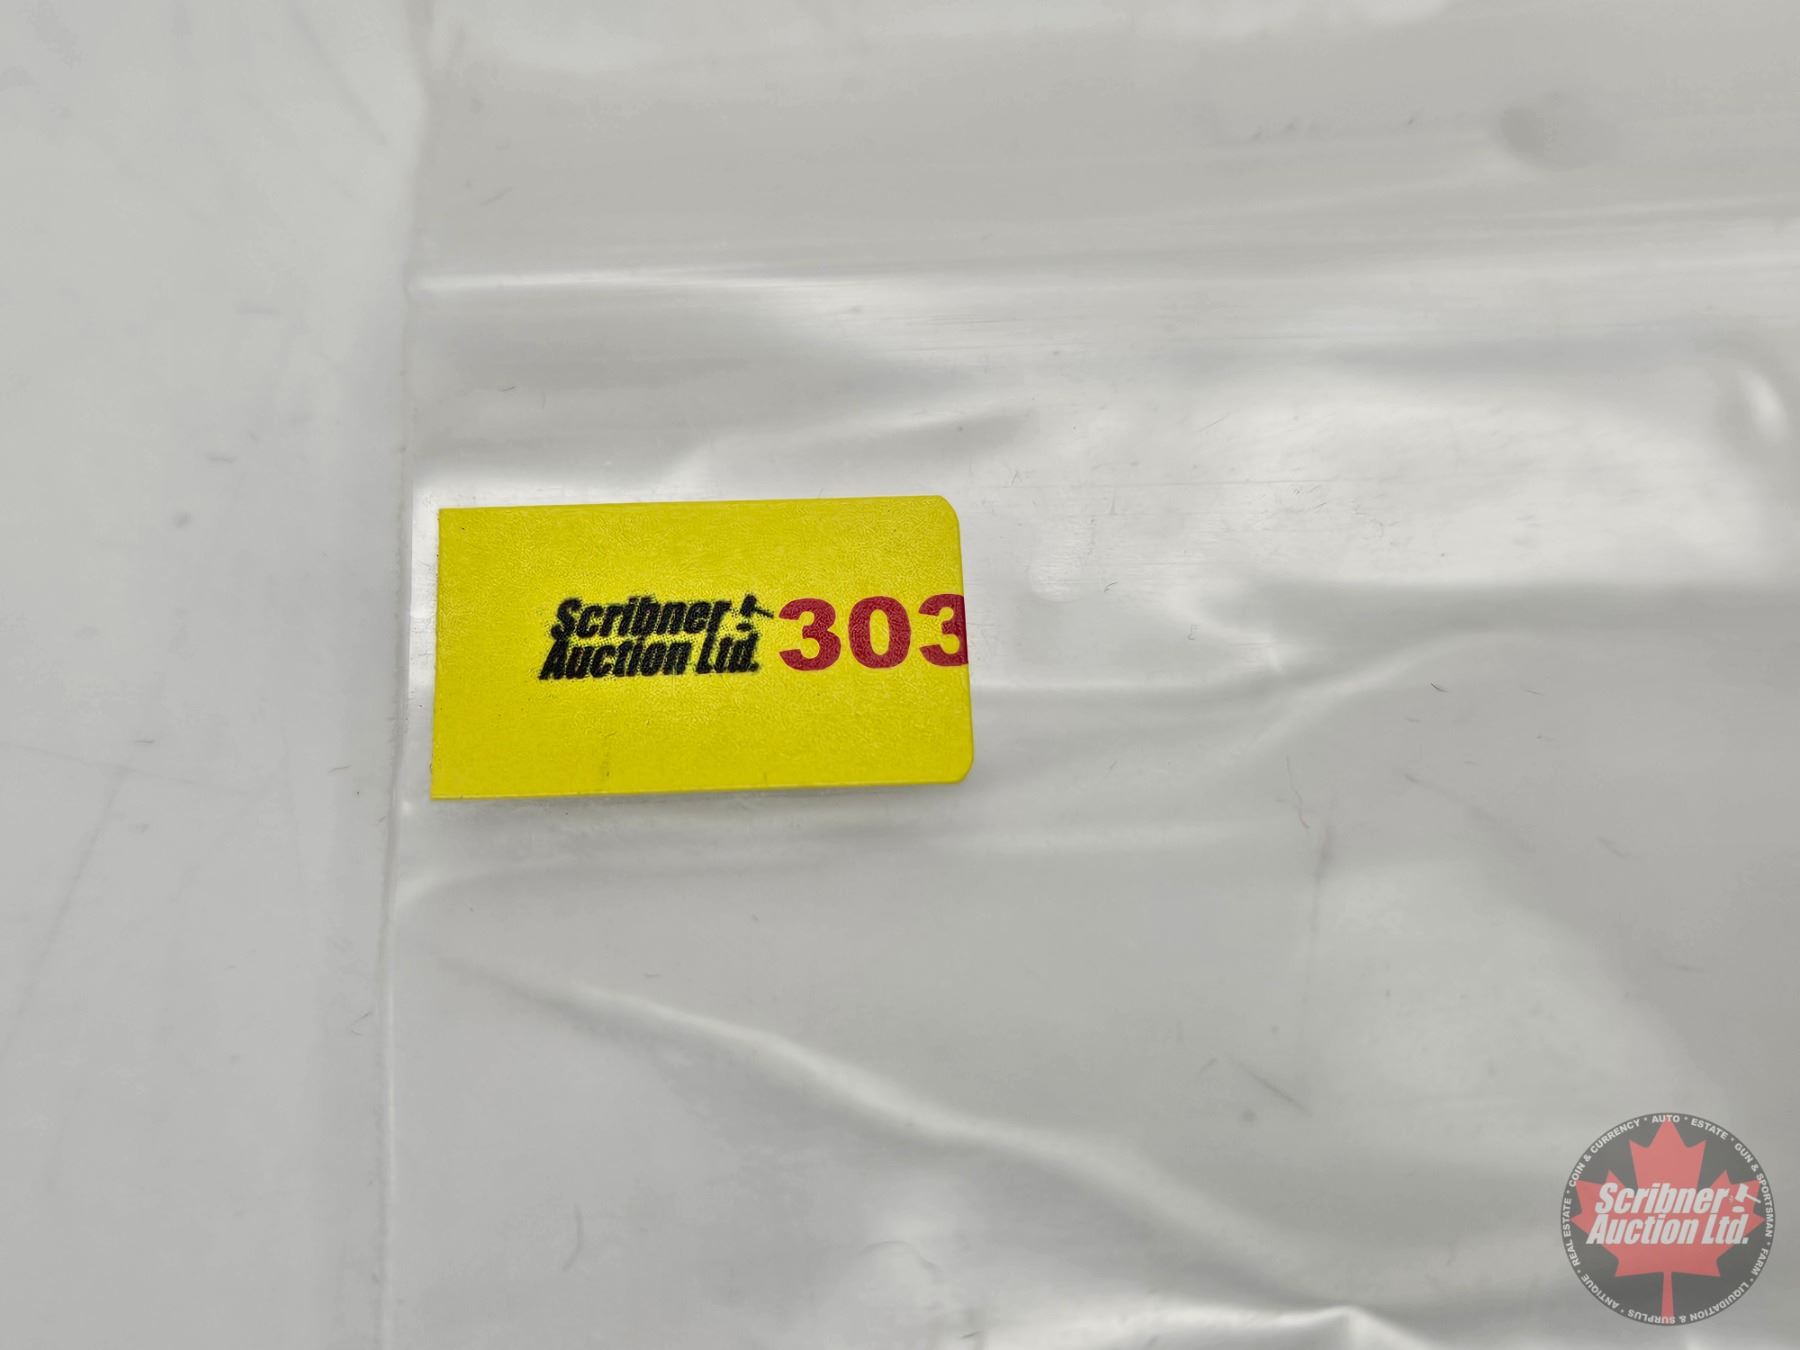 Scribner
Auction Ltd.
303
COIN & CURRENCY • AUTO • ESTATE • GUN & SPORTSMAN • FARM • LIQUIDATION & SURPLUS • ANTIQUE • REAL ESTATE •
Scribner
Auction Ltd.